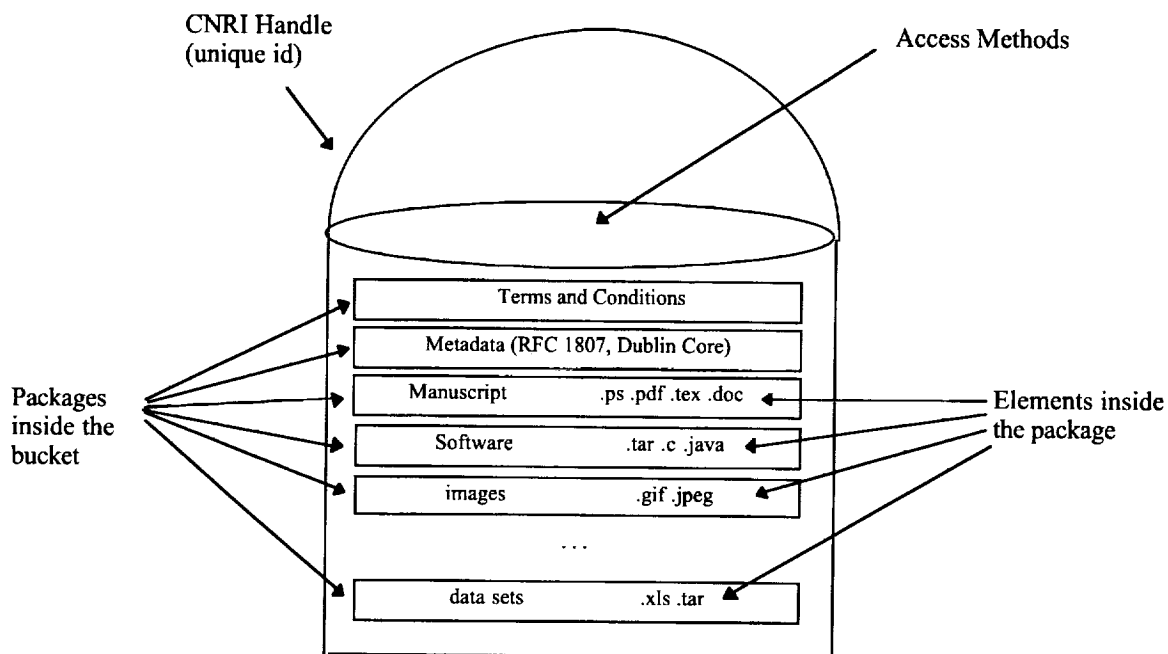 CNRI Handle
(unique id)
Access Methods
Terms and Conditions
Metadata (RFC 1807, Dublin Core)
Manuscript .ps .pdf .tex .doc
Software .tar .c .java
images .gif .jpeg
...
data sets .xls .tar
Packages
inside the
bucket
Elements inside
the package